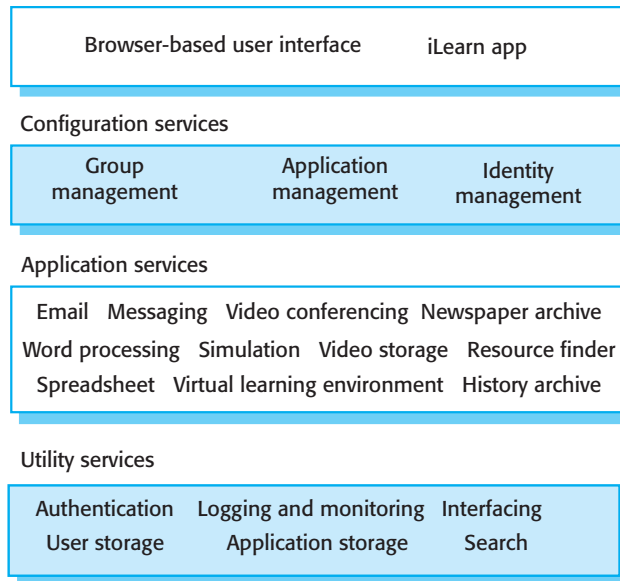 Browser-based user interface iLearn app
Configuration services
Group management Application management Identity management
Application services
Email Messaging Video conferencing Newspaper archive
Word processing Simulation Video storage Resource finder
Spreadsheet Virtual learning environment History archive
Utility services
Authentication Logging and monitoring Interfacing
User storage Application storage Search